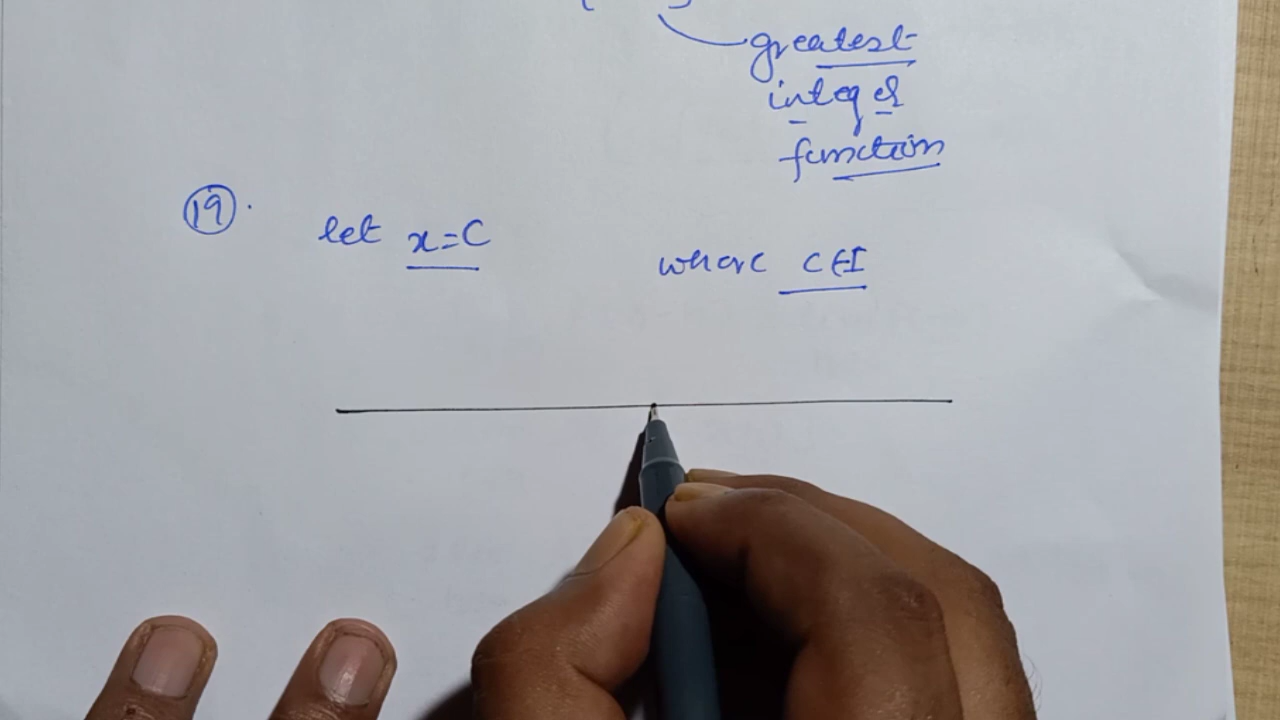 greatest
integer
function
19.
let x=C
where C∈I